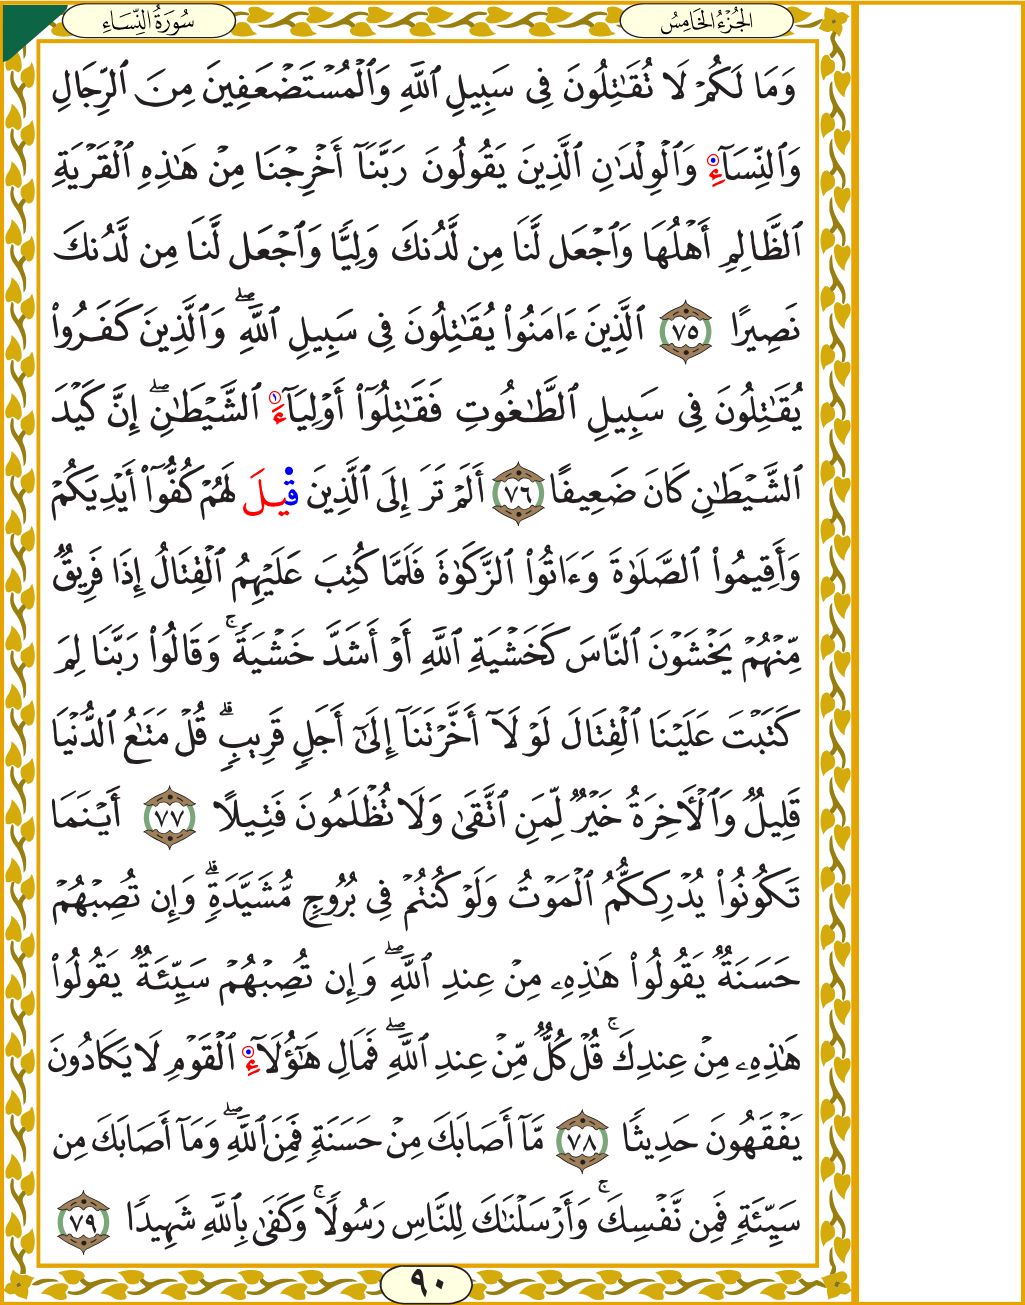 سُورَةُ النِّسَاءِ
الجُزْءُ الخَامِسُ
وَمَا لَكُمْ لَا تُقَٰتِلُونَ فِى سَبِيلِ ٱللَّهِ وَٱلْمُسْتَضْعَفِينَ مِنَ ٱلرِّجَالِ
وَٱلنِّسَآءِ وَٱلْوِلْدَٰنِ ٱلَّذِينَ يَقُولُونَ رَبَّنَآ أَخْرِجْنَا مِنْ هَٰذِهِ ٱلْقَرْيَةِ
ٱلظَّالِمِ أَهْلُهَا وَٱجْعَل لَّنَا مِن لَّدُنكَ وَلِيًّا وَٱجْعَل لَّنَا مِن لَّدُنكَ
نَصِيرًا ٧٥ ٱلَّذِينَ ءَامَنُوا۟ يُقَٰتِلُونَ فِى سَبِيلِ ٱللَّهِ ۖ وَٱلَّذِينَ كَفَرُوا۟
يُقَٰتِلُونَ فِى سَبِيلِ ٱلطَّٰغُوتِ فَقَٰتِلُوٓا۟ أَوْلِيَآءَ ٱلشَّيْطَٰنِ ۖ إِنَّ كَيْدَ
ٱلشَّيْطَٰنِ كَانَ ضَعِيفًا ٧٦ أَلَمْ تَرَ إِلَى ٱلَّذِينَ قِيلَ لَهُمْ كُفُّوٓا۟ أَيْدِيَكُمْ
وَأَقِيمُوا۟ ٱلصَّلَوٰةَ وَءَاتُوا۟ ٱلزَّكَوٰةَ فَلَمَّا كُتِبَ عَلَيْهِمُ ٱلْقِتَالُ إِذَا فَرِيقٌ
مِّنْهُمْ يَخْشَوْنَ ٱلنَّاسَ كَخَشْيَةِ ٱللَّهِ أَوْ أَشَدَّ خَشْيَةً ۚ وَقَالُوا۟ رَبَّنَا لِمَ
كَتَبْتَ عَلَيْنَا ٱلْقِتَالَ لَوْلَآ أَخَّرْتَنَآ إِلَىٰٓ أَجَلٍ قَرِيبٍ ۗ قُلْ مَتَٰعُ ٱلدُّنْيَا
قَلِيلٌ وَٱلْأَخِرَةُ خَيْرٌ لِّمَنِ ٱتَّقَىٰ وَلَا تُظْلَمُونَ فَتِيلًا ٧٧ أَيْنَمَا
تَكُونُوا۟ يُدْرِككُّمُ ٱلْمَوْتُ وَلَوْ كُنتُمْ فِى بُرُوجٍ مُّشَيَّدَةٍ ۗ وَإِن تُصِبْهُمْ
حَسَنَةٌ يَقُولُوا۟ هَٰذِهِۦ مِنْ عِندِ ٱللَّهِ ۖ وَإِن تُصِبْهُمْ سَيِّئَةٌ يَقُولُوا۟
هَٰذِهِۦ مِنْ عِندِكَ ۚ قُلْ كُلٌّ مِّنْ عِندِ ٱللَّهِ ۖ فَمَالِ هَٰٓؤُلَآءِ ٱلْقَوْمِ لَا يَكَادُونَ
يَفْقَهُونَ حَدِيثًا ٧٨ مَّآ أَصَابَكَ مِنْ حَسَنَةٍ فَمِنَ ٱللَّهِ ۖ وَمَآ أَصَابَكَ مِن
سَيِّئَةٍ فَمِن نَّفْسِكَ ۚ وَأَرْسَلْنَٰكَ لِلنَّاسِ رَسُولًا ۚ وَكَفَىٰ بِٱللَّهِ شَهِيدًا ٧٩
٩٠